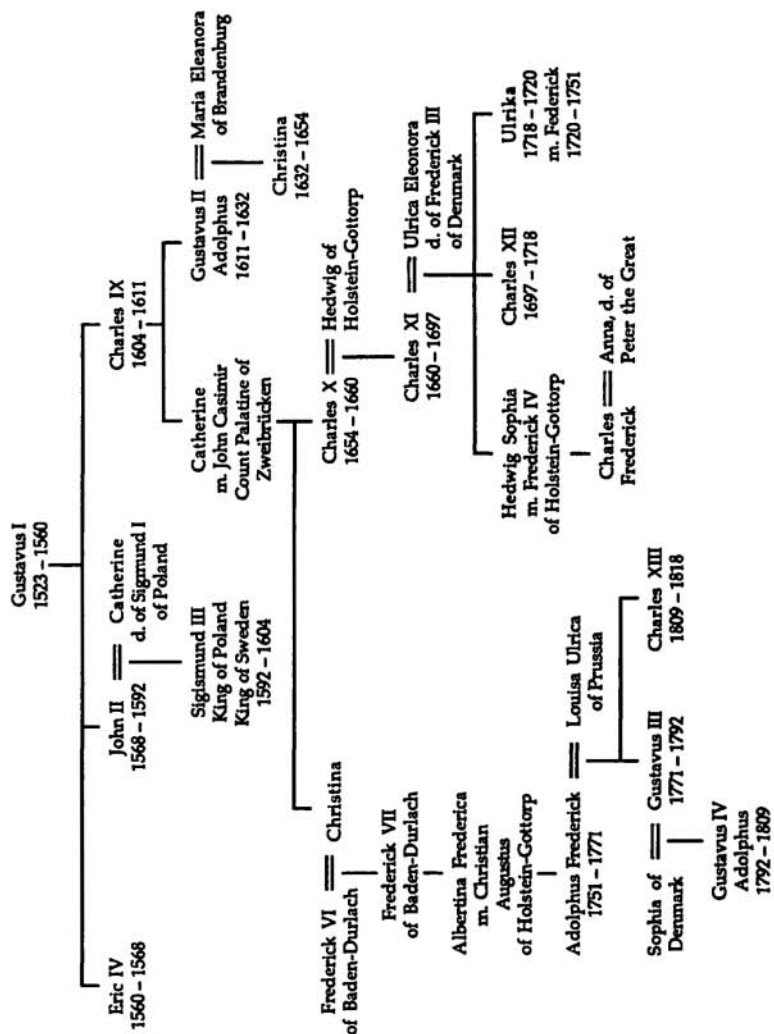 Gustavus I
1523 – 1560
Eric IV
1560 – 1568
John II
1568 – 1592
Catherine
d. of Sigmund I
of Poland
Charles IX
1604 – 1611
Sigismund III
King of Poland
King of Sweden
1592 – 1604
Catherine
m. John Casimir
Count Palatine of
Zweibrücken
Gustavus II
Adolphus
1611 – 1632
Maria Eleanora
of Brandenburg
Christina
1632 – 1654
Frederick VI
of Baden-Durlach
Christina
Charles X
1654 – 1660
Hedwig of
Holstein-Gottorp
Frederick VII
of Baden-Durlach
Charles XI
1660 – 1697
Ulrica Eleonora
d. of Frederick III
of Denmark
Albertina Frederica
m. Christian
Augustus
of Holstein-Gottorp
Hedwig Sophia
m. Frederick IV
of Holstein-Gottorp
Charles XII
1697 – 1718
Ulrika
1718 – 1720
m. Federick
1720 – 1751
Adolphus Frederick
1751 – 1771
Louisa Ulrica
of Prussia
Charles
Frederick
Anna, d. of
Peter the Great
Sophia of
Denmark
Gustavus III
1771 – 1792
Charles XIII
1809 – 1818
Gustavus IV
Adolphus
1792 – 1809